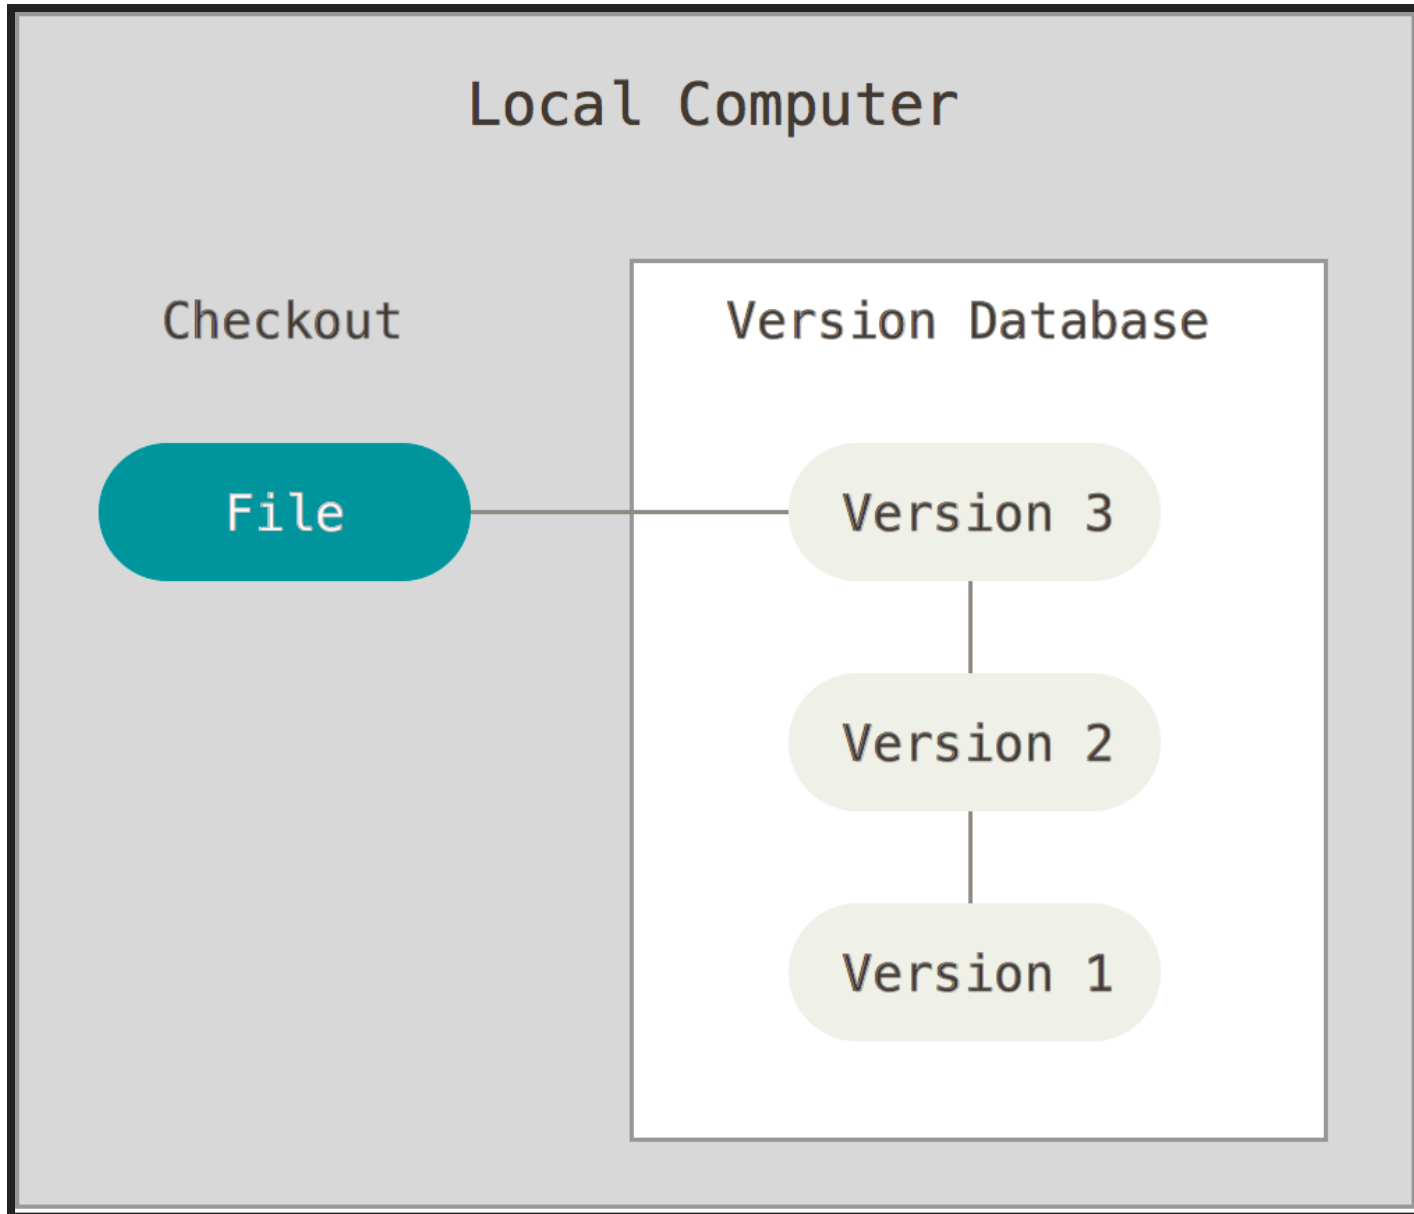 Local Computer
Checkout
Version Database
File
Version 3
Version 2
Version 1